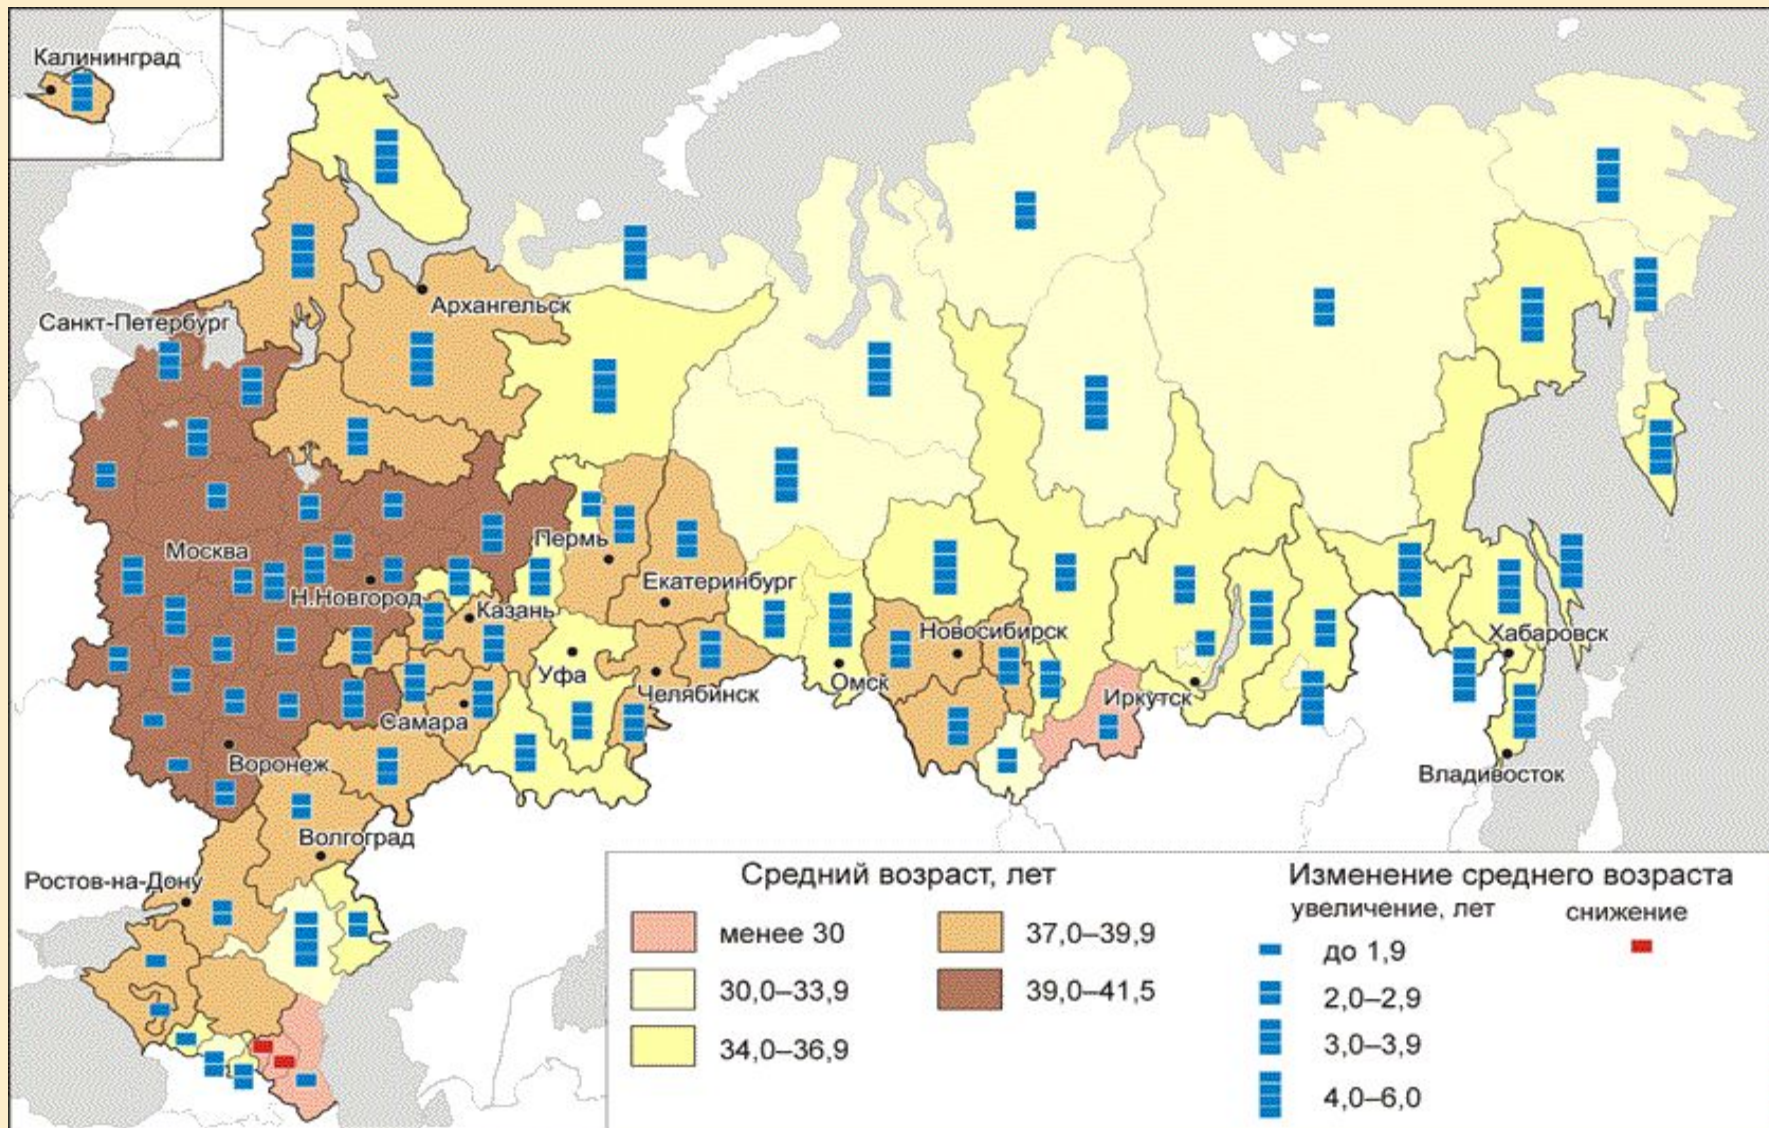 Калининград
Архангельск
Санкт-Петербург
Москва
Пермь
Екатеринбург
Н.Новгород
Казань
Новосибирск
Хабаровск
Уфа
Челябинск
Омск
Иркутск
Самара
Воронеж
Владивосток
Волгоград
Ростов-на-Дону
Средний возраст, лет
менее 30
30,0–33,9
34,0–36,9
37,0–39,9
39,0–41,5
Изменение среднего возраста
увеличение, лет
снижение
до 1,9
2,0–2,9
3,0–3,9
4,0–6,0